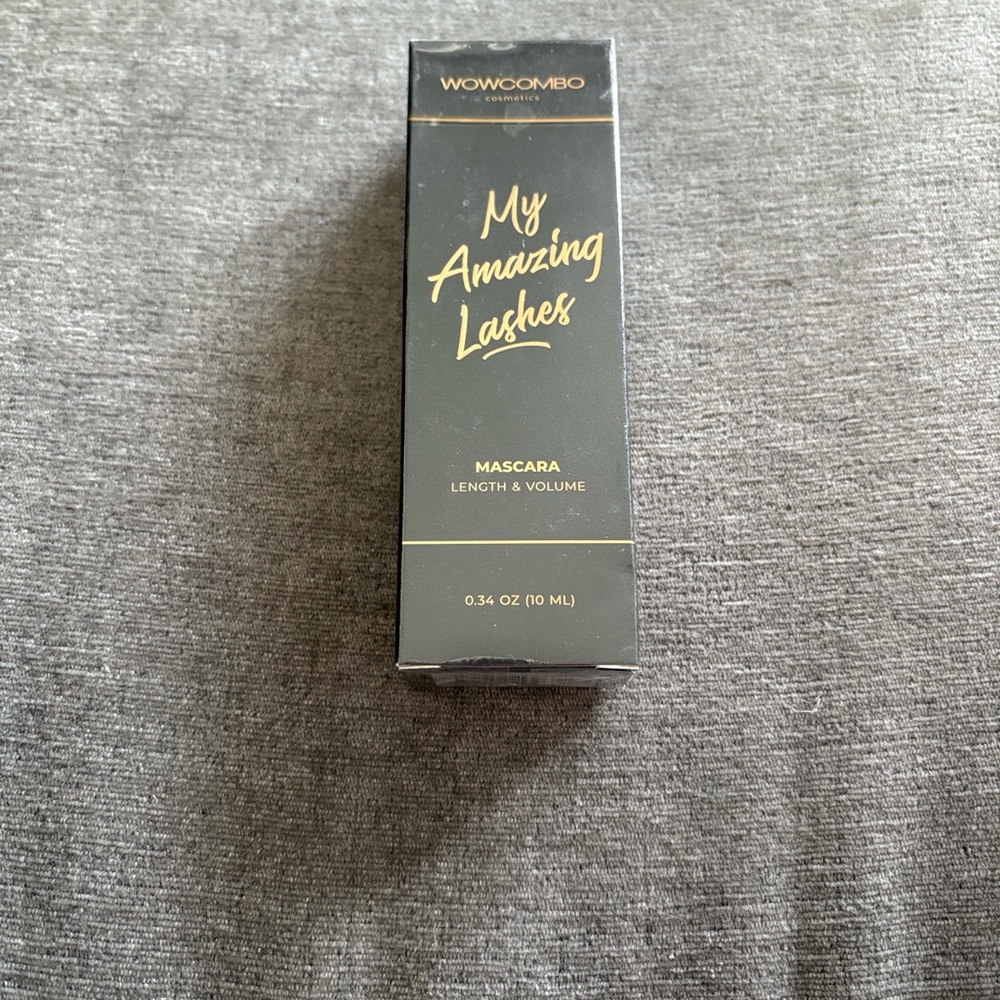 WOWCOMBO
cosmetics
My
Amazing
Lashes
MASCARA
LENGTH & VOLUME
0.34 OZ (10 ML)